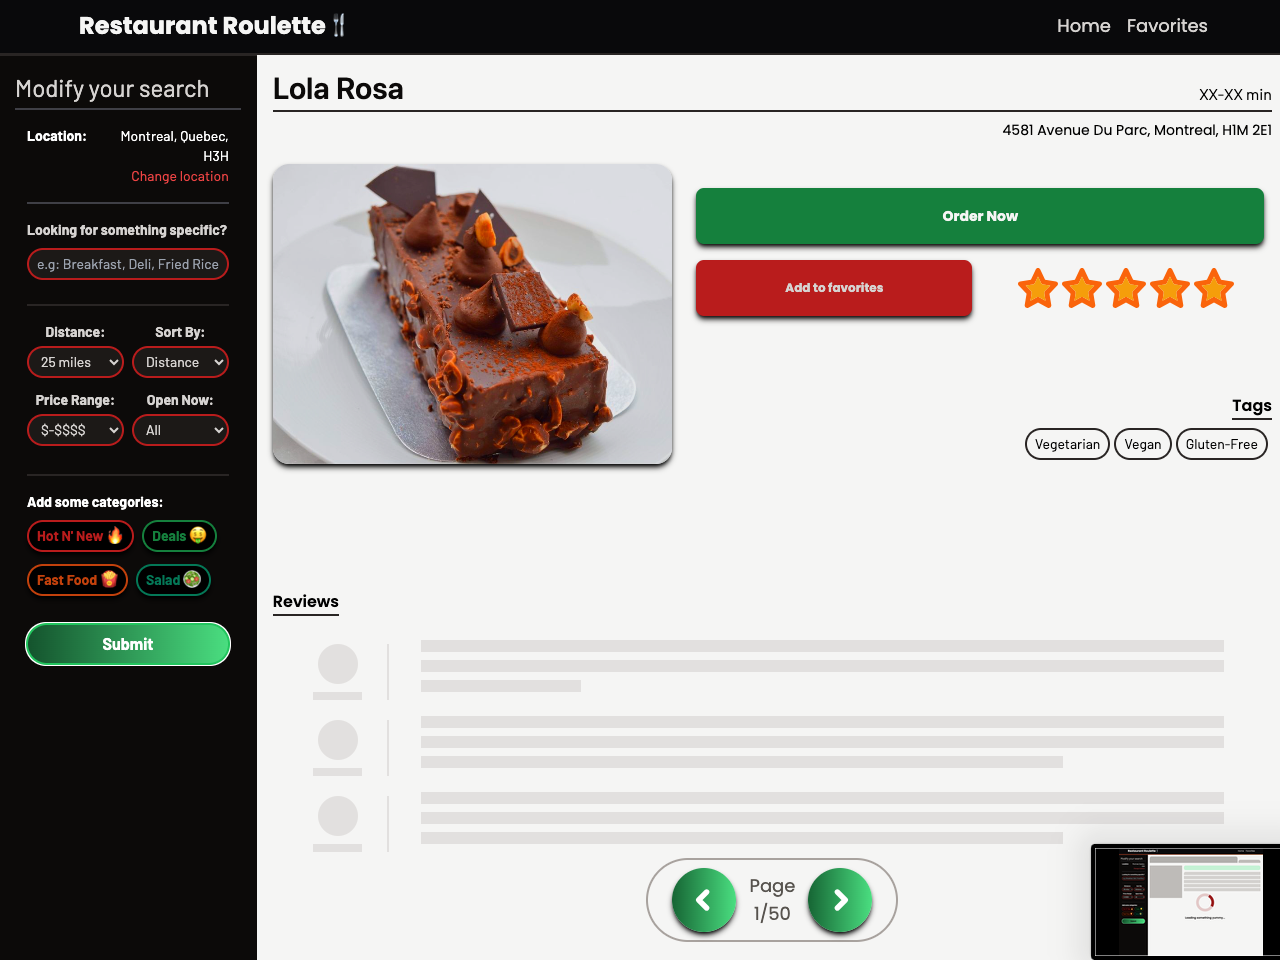 Restaurant Roulette🍴
Home Favorites
Modify your search
Location: Montreal, Quebec,
H3H
Change location
Looking for something specific?
e.g: Breakfast, Deli, Fried Rice
Distance: Sort By:
25 miles Distance
Price Range: Open Now:
$-$$$$ All
Add some categories:
Hot N' New 🔥 Deals 🤑
Fast Food 🍟 Salad 🥗
Submit
Lola Rosa
XX-XX min
4581 Avenue Du Parc, Montreal, H1M 2E1
Order Now
Add to favorites
Tags
Vegetarian Vegan Gluten-Free
Reviews
Page
1/50